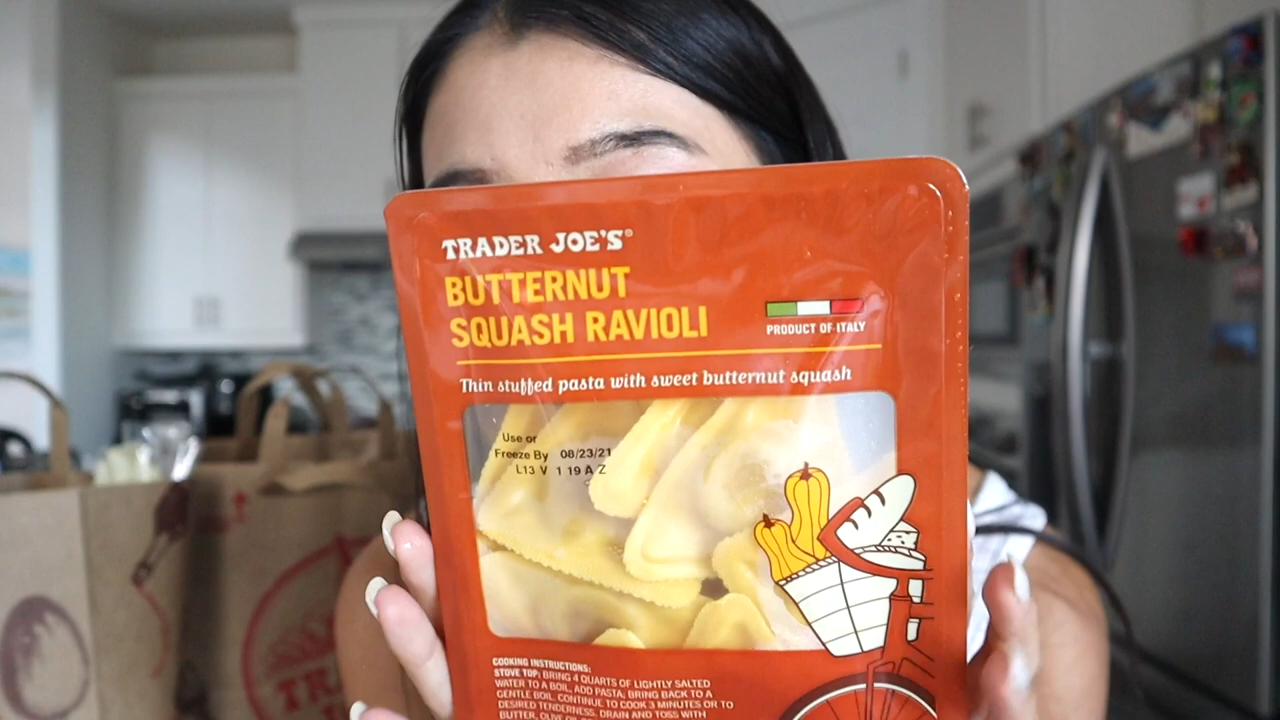 TRADER JOE'S®
BUTTERNUT
SQUASH RAVIOLI
PRODUCT OF ITALY
Thin stuffed pasta with sweet butternut squash
Use or
Freeze By 08/23/21
L13 V 1 19 A Z
COOKING INSTRUCTIONS:
STOVE TOP: BRING 4 QUARTS OF LIGHTLY SALTED
WATER TO A BOIL, ADD PASTA; BRING BACK TO A
GENTLE BOIL. CONTINUE TO COOK 3 MINUTES OR TO
DESIRED TENDERNESS. DRAIN AND TOSS WITH
BUTTER, OLIVE
TRA